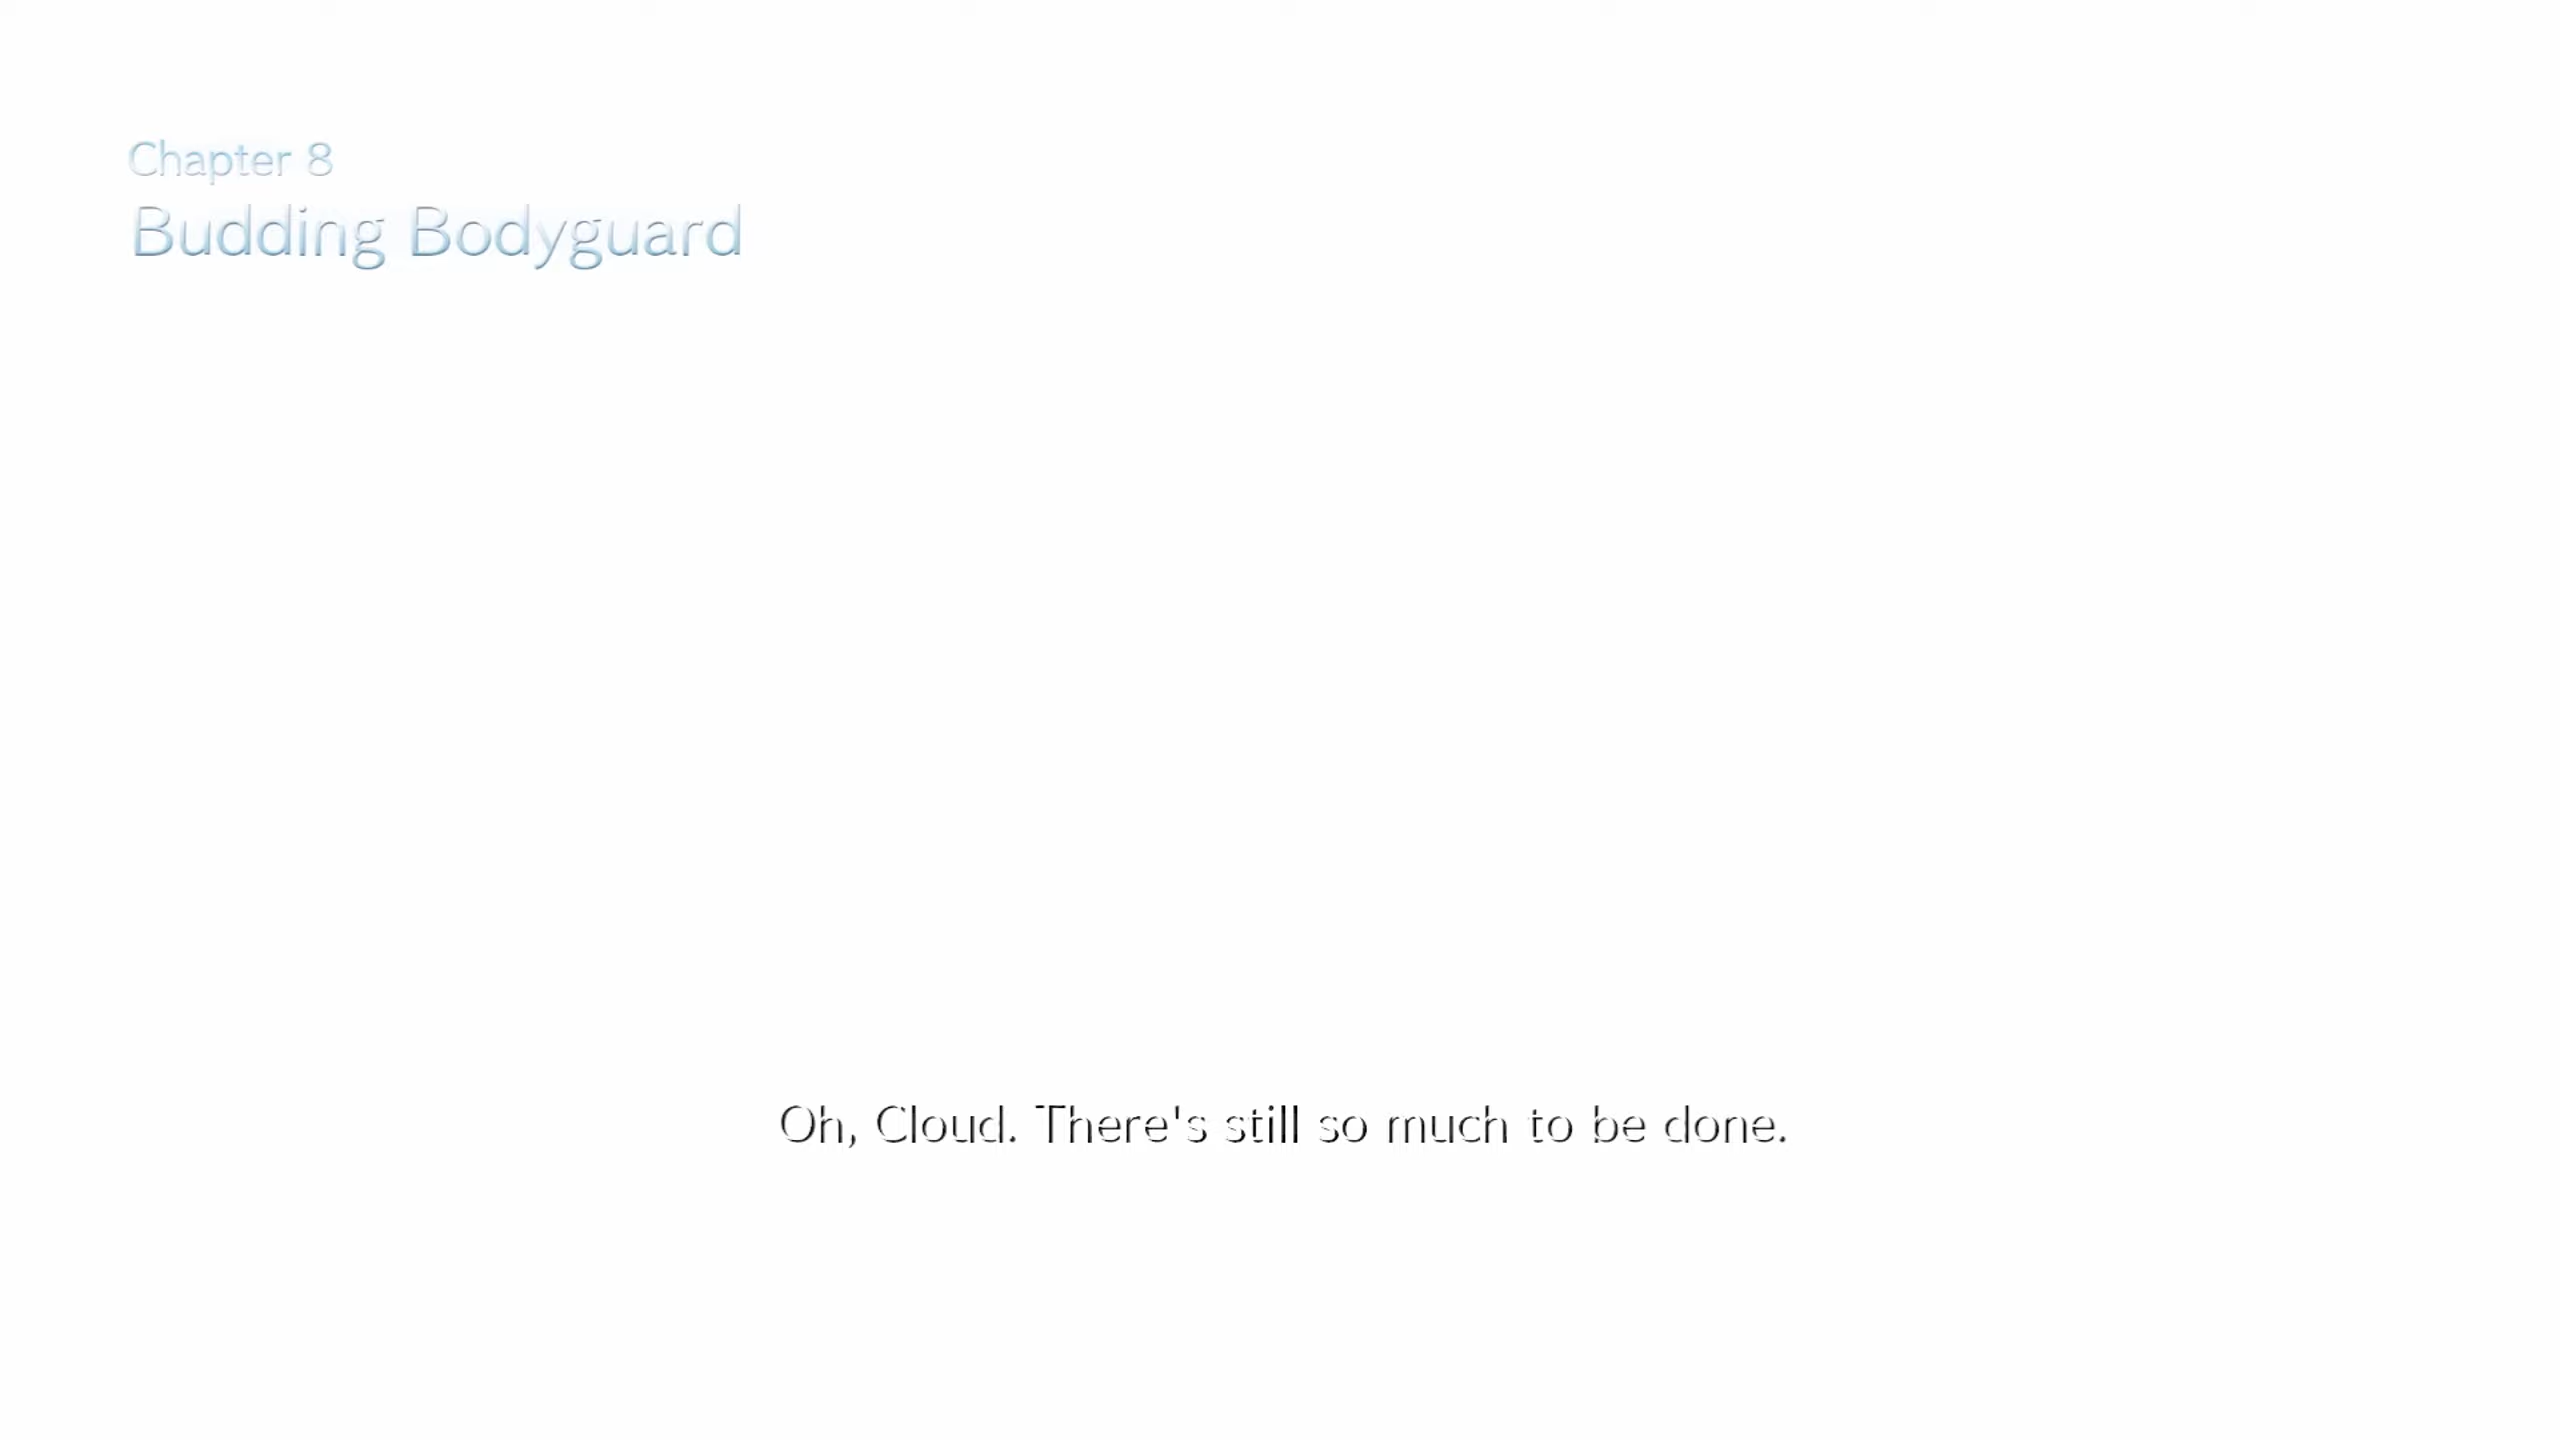 Chapter 8
Budding Bodyguard
Oh, Cloud. There's still so much to be done.